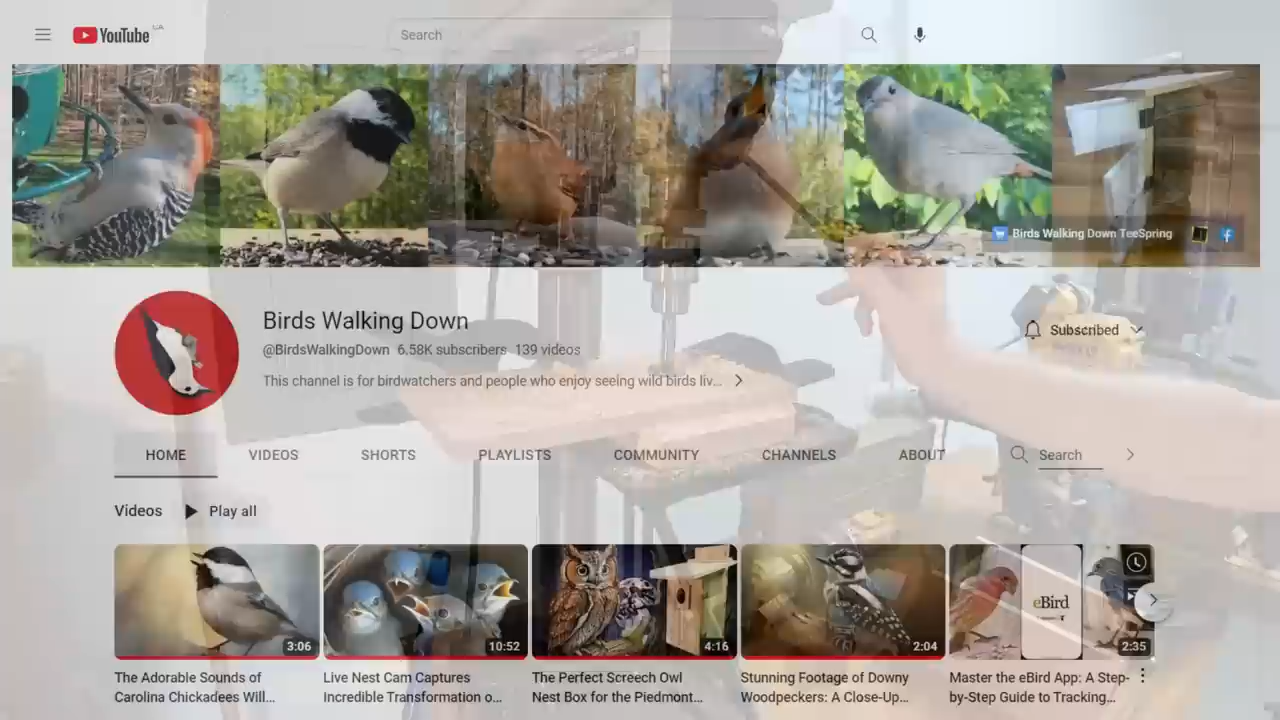 YouTube CA
Search
Birds Walking Down TeeSpring
Birds Walking Down
Subscribed
@BirdsWalkingDown 6.58K subscribers 139 videos
This channel is for birdwatchers and people who enjoy seeing wild birds liv...
HOME VIDEOS SHORTS PLAYLISTS COMMUNITY CHANNELS ABOUT Search
Videos Play all
eBird
3:06 10:52 4:16 2:04 2:35
The Adorable Sounds of
Carolina Chickadees Will...
Live Nest Cam Captures
Incredible Transformation o...
The Perfect Screech Owl
Nest Box for the Piedmont...
Stunning Footage of Downy
Woodpeckers: A Close-Up...
Master the eBird App: A Step-
by-Step Guide to Tracking...